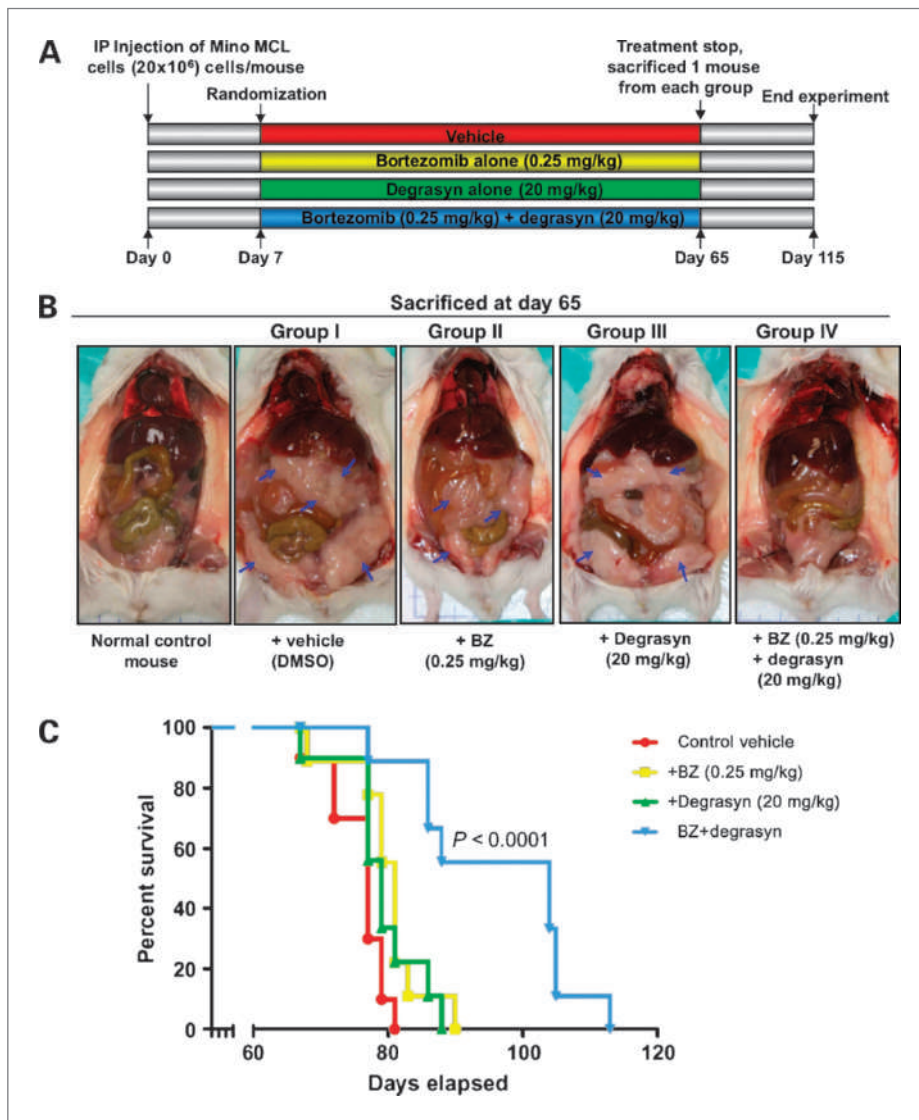 A
IP Injection of Mino MCL
cells (20x10⁶) cells/mouse
Randomization
Treatment stop,
sacrificed 1 mouse
from each group
End experiment
Vehicle
Bortezomib alone (0.25 mg/kg)
Degrasyn alone (20 mg/kg)
Bortezomib (0.25 mg/kg) + degrasyn (20 mg/kg)
Day 0
Day 7
Day 65
Day 115
B
Sacrificed at day 65
Group I
Group II
Group III
Group IV
Normal control
mouse
+ vehicle
(DMSO)
+ BZ
(0.25 mg/kg)
+ Degrasyn
(20 mg/kg)
+ BZ (0.25 mg/kg)
+ degrasyn
(20 mg/kg)
C
Percent survival
100
80
60
40
20
0
60
80
100
120
Days elapsed
P < 0.0001
Control vehicle
+BZ (0.25 mg/kg)
+Degrasyn (20 mg/kg)
BZ+degrasyn